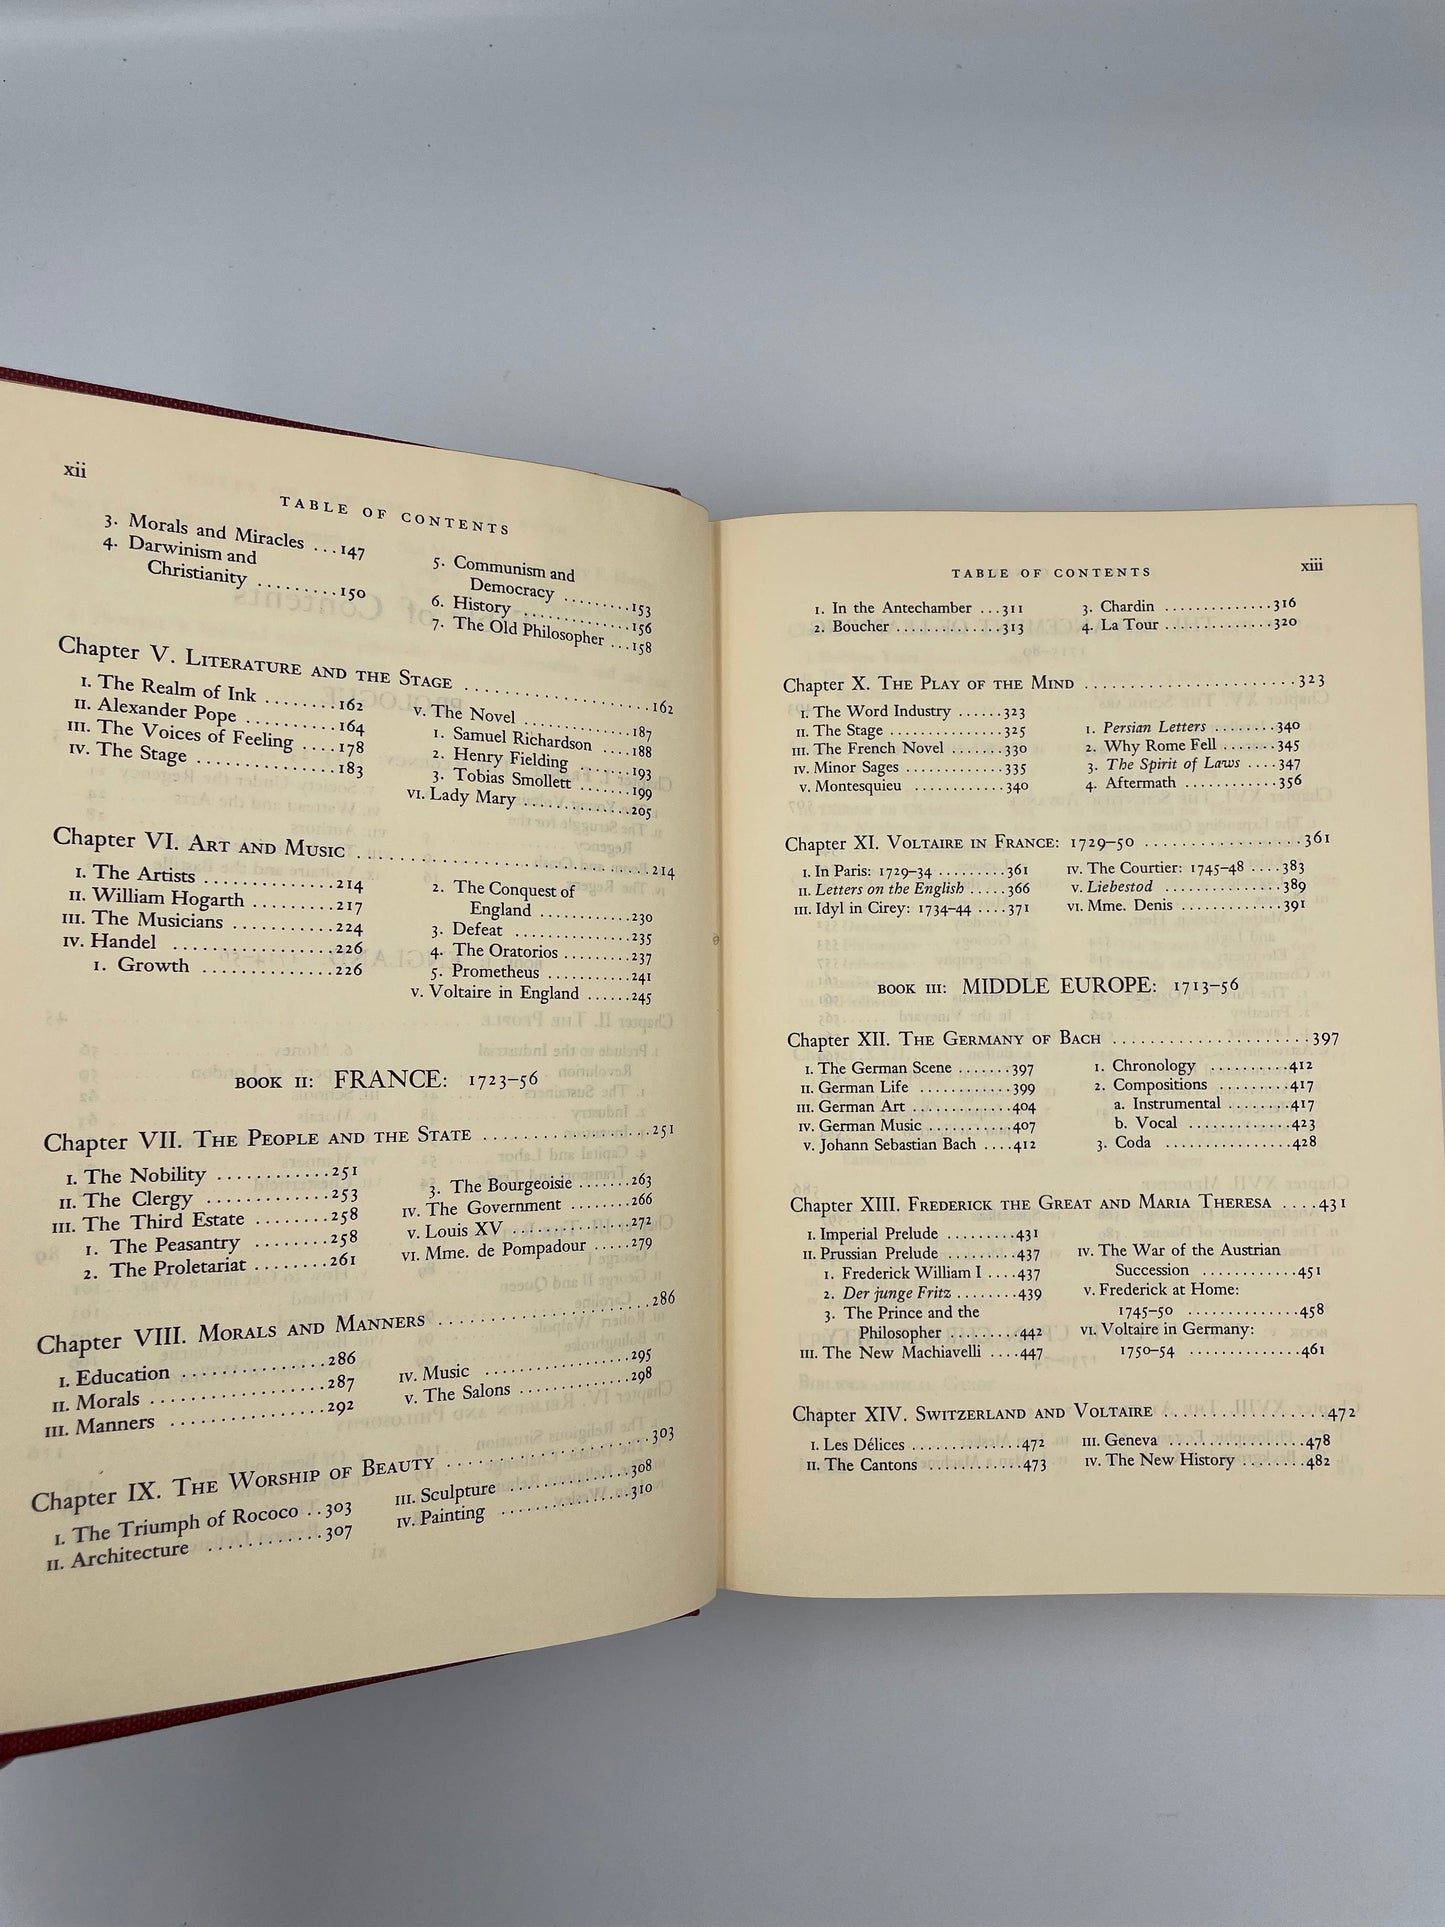 xii
TABLE OF CONTENTS
3. Morals and Miracles ...147
4. Darwinism and
Christianity ........150
5. Communism and
Democracy .........153
6. History ............156
7. The Old Philosopher ...158
Chapter V. LITERATURE AND THE STAGE ....................162
I. The Realm of Ink ........162
II. Alexander Pope .........164
III. The Voices of Feeling ....178
IV. The Stage ..............183
V. The Novel ............187
1. Samuel Richardson ....188
2. Henry Fielding .......193
3. Tobias Smollett .......199
VI. Lady Mary ............205
Chapter VI. ART AND MUSIC ..............................214
I. The Artists .............214
II. William Hogarth .........217
III. The Musicians ...........224
IV. Handel ................226
1. Growth .............226
2. The Conquest of
England ...........230
3. Defeat ..............235
4. The Oratorios ........237
5. Prometheus ..........241
V. Voltaire in England ......245
BOOK II: FRANCE: 1723–56
Chapter VII. THE PEOPLE AND THE STATE .................251
I. The Nobility ............251
II. The Clergy .............253
III. The Third Estate ........258
1. The Peasantry ........258
2. The Proletariat ........261
3. The Bourgeoisie .......263
IV. The Government ........266
V. Louis XV ..............272
VI. Mme. de Pompadour .....279
Chapter VIII. MORALS AND MANNERS ......................286
I. Education ..............286
II. Morals .................287
III. Manners ...............292
IV. Music .................295
V. The Salons .............298
Chapter IX. THE WORSHIP OF BEAUTY .....................303
I. The Triumph of Rococo ..303
II. Architecture ............307
III. Sculpture ..............308
IV. Painting ...............310
TABLE OF CONTENTS
xiii
1. In the Antechamber ...311
2. Boucher .............313
3. Chardin ..............316
4. La Tour .............320
Chapter X. THE PLAY OF THE MIND .......................323
I. The Word Industry ......323
II. The Stage ..............325
III. The French Novel .......330
IV. Minor Sages ............335
V. Montesquieu ............340
1. Persian Letters ........340
2. Why Rome Fell .......345
3. The Spirit of Laws ....347
4. Aftermath ............356
Chapter XI. VOLTAIRE IN FRANCE: 1729–50 .................361
I. In Paris: 1729–34 .........361
II. Letters on the English .....366
III. Idyl in Cirey: 1734–44 ....371
IV. The Courtier: 1745–48 ....383
V. Liebestod ..............389
VI. Mme. Denis .............391
BOOK III: MIDDLE EUROPE: 1713–56
Chapter XII. THE GERMANY OF BACH ......................397
I. The German Scene .......397
II. German Life ............399
III. German Art ............404
IV. German Music ...........407
V. Johann Sebastian Bach ....412
1. Chronology ..........412
2. Compositions .........417
a. Instrumental ........417
b. Vocal .............423
3. Coda ...............428
Chapter XIII. FREDERICK THE GREAT AND MARIA THERESA ....431
I. Imperial Prelude .........431
II. Prussian Prelude .........437
1. Frederick William I ....437
2. Der junge Fritz ........439
3. The Prince and the
Philosopher .........442
III. The New Machiavelli ....447
IV. The War of the Austrian
Succession ............451
V. Frederick at Home:
1745–50 ..............458
VI. Voltaire in Germany:
1750–54 ..............461
Chapter XIV. SWITZERLAND AND VOLTAIRE ..................472
I. Les Délices .............472
II. The Cantons ...........473
III. Geneva ................478
IV. The New History ........482